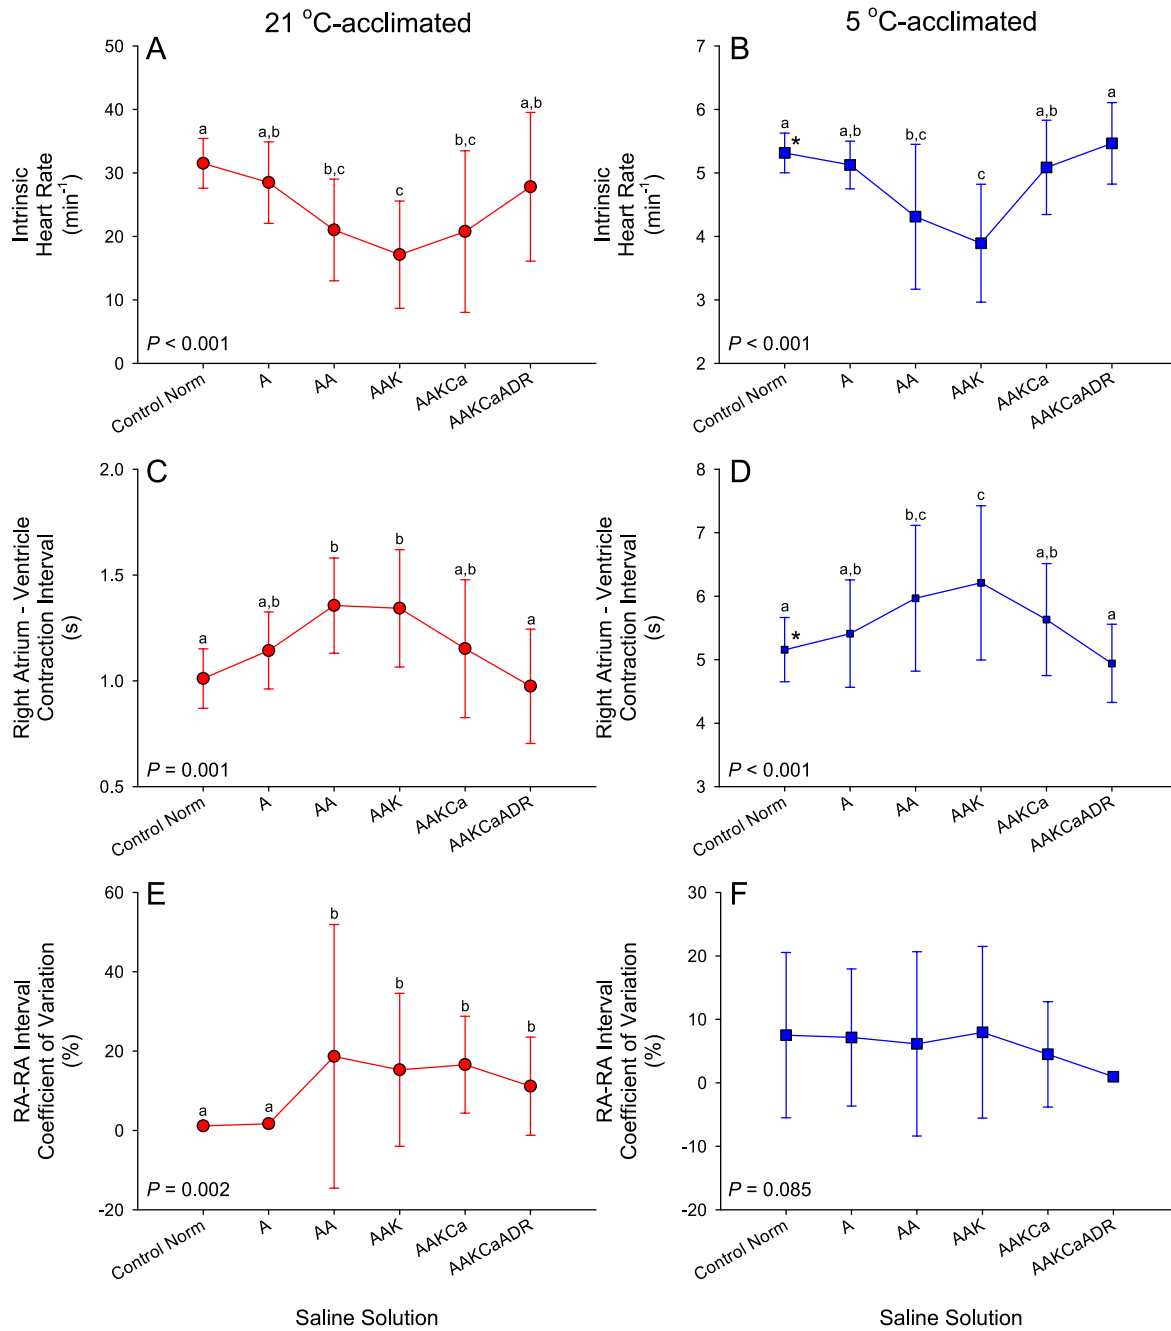 21 °C-acclimated
5 °C-acclimated
A
Intrinsic
Heart Rate
(min⁻¹)
50
40
30
20
10
0
a
a,b
b,c
c
b,c
a,b
P < 0.001
Control Norm
A
AA
AAK
AAKCa
AAKCaADR
B
Intrinsic
Heart Rate
(min⁻¹)
7
6
5
4
3
2
a
*
a,b
b,c
c
a,b
a
P < 0.001
Control Norm
A
AA
AAK
AAKCa
AAKCaADR
C
Right Atrium - Ventricle
Contraction Interval
(s)
2.0
1.5
1.0
0.5
a
a,b
b
b
a,b
a
P = 0.001
Control Norm
A
AA
AAK
AAKCa
AAKCaADR
D
Right Atrium - Ventricle
Contraction Interval
(s)
8
7
6
5
4
3
a
*
a,b
b,c
c
a,b
a
P < 0.001
Control Norm
A
AA
AAK
AAKCa
AAKCaADR
E
RA-RA Interval
Coefficient of Variation
(%)
60
40
20
0
-20
a
a
b
b
b
b
P = 0.002
Control Norm
A
AA
AAK
AAKCa
AAKCaADR
Saline Solution
F
RA-RA Interval
Coefficient of Variation
(%)
30
20
10
0
-10
-20
P = 0.085
Control Norm
A
AA
AAK
AAKCa
AAKCaADR
Saline Solution